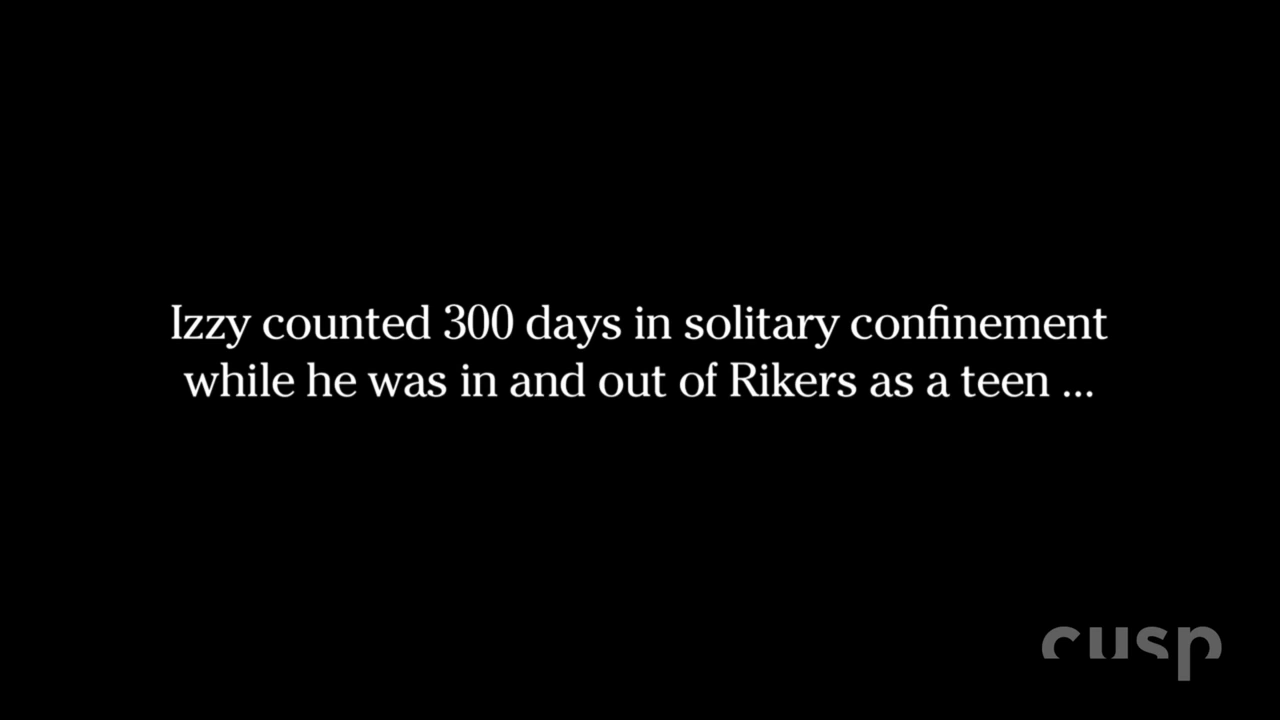 Izzy counted 300 days in solitary confinement
while he was in and out of Rikers as a teen ...
cusp